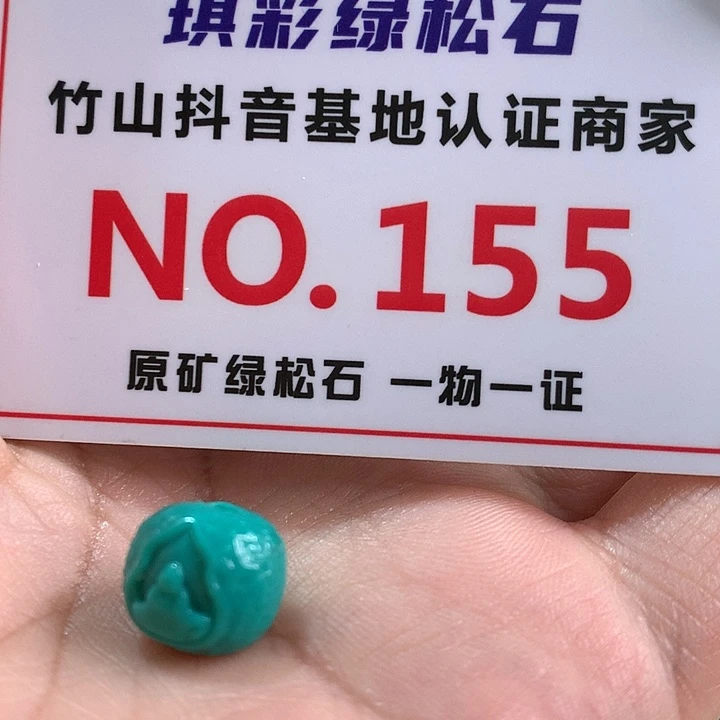 琪彩绿松石
竹山抖音基地认证商家
NO.155
原矿绿松石 一物一证